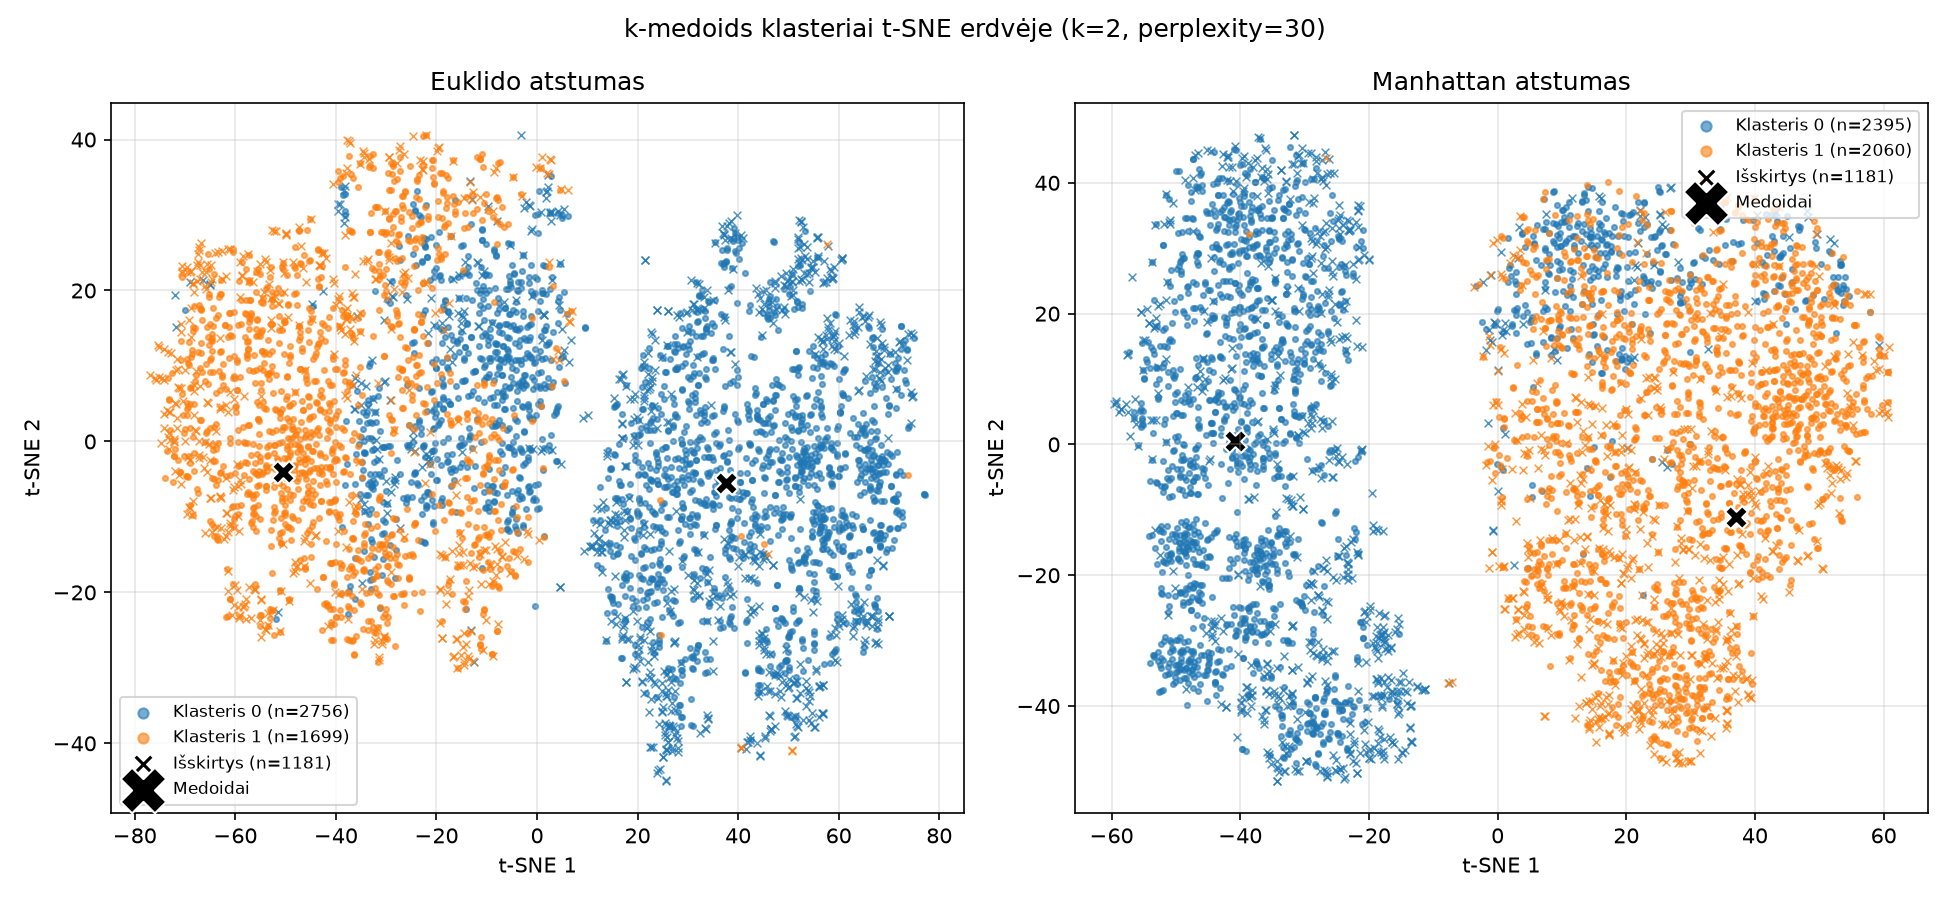 k-medoids klasteriai t-SNE erdvėje (k=2, perplexity=30)
Euklido atstumas
40
20
0
−20
−40
t-SNE 2
−80
−60
−40
−20
0
20
40
60
80
t-SNE 1
Klasteris 0 (n=2756)
Klasteris 1 (n=1699)
Išskirtys (n=1181)
Medoidai
Manhattan atstumas
40
20
0
−20
−40
t-SNE 2
−60
−40
−20
0
20
40
60
t-SNE 1
Klasteris 0 (n=2395)
Klasteris 1 (n=2060)
Išskirtys (n=1181)
Medoidai